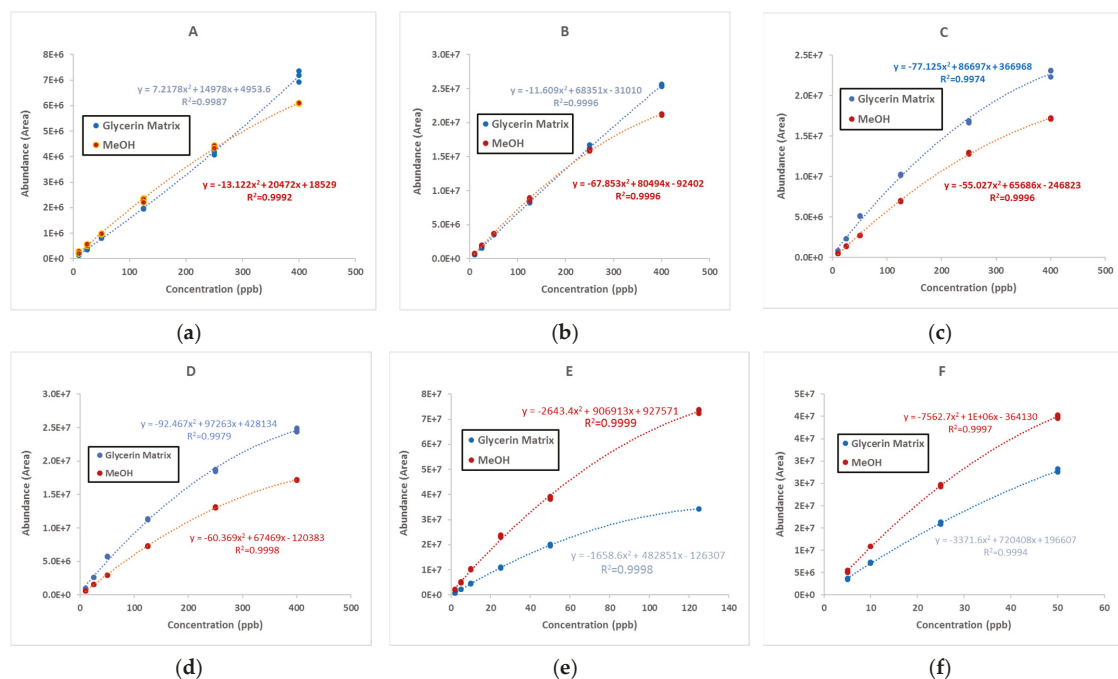 A
8E+6
7E+6
6E+6
5E+6
4E+6
3E+6
2E+6
1E+6
0E+0
Abundance (Area)
y = 7.2178x² + 14978x + 4953.6
R²=0.9987
Glycerin Matrix
MeOH
y = -13.122x² + 20472x + 18529
R²=0.9992
0 100 200 300 400 500
Concentration (ppb)
(a)
B
3.0E+7
2.5E+7
2.0E+7
1.5E+7
1.0E+7
5.0E+6
0.0E+0
Abundance (Area)
y = -11.609x² + 68351x - 31010
R²=0.9996
Glycerin Matrix
MeOH
y = -67.853x² + 80494x - 92402
R²=0.9996
0 100 200 300 400 500
Concentration (ppb)
(b)
C
2.5E+7
2.0E+7
1.5E+7
1.0E+7
5.0E+6
0.0E+0
Abundance (Area)
y = -77.125x² + 86697x + 366968
R²=0.9974
Glycerin Matrix
MeOH
y = -55.027x² + 65686x - 246823
R²=0.9996
0 100 200 300 400 500
Concentration (ppb)
(c)
D
3.0E+7
2.5E+7
2.0E+7
1.5E+7
1.0E+7
5.0E+6
0.0E+0
Abundance (Area)
y = -92.467x² + 97263x + 428134
R²=0.9979
Glycerin Matrix
MeOH
y = -60.369x² + 67469x - 120383
R²=0.9998
0 100 200 300 400 500
Concentration (ppb)
(d)
E
8E+7
7E+7
6E+7
5E+7
4E+7
3E+7
2E+7
1E+7
0E+0
Abundance (Area)
y = -2643.4x² + 906913x + 927571
R²=0.9999
Glycerin Matrix
MeOH
y = -1658.6x² + 482851x - 126307
R²=0.9998
0 20 40 60 80 100 120 140
Concentration (ppb)
(e)
F
4E+7
4E+7
3E+7
3E+7
2E+7
2E+7
1E+7
5E+6
0E+0
Abundance (Area)
y = -7562.7x² + 1E+06x - 364130
R²=0.9997
Glycerin Matrix
MeOH
y = -3371.6x² + 720408x + 196607
R²=0.9994
0 10 20 30 40 50 60
Concentration (ppb)
(f)